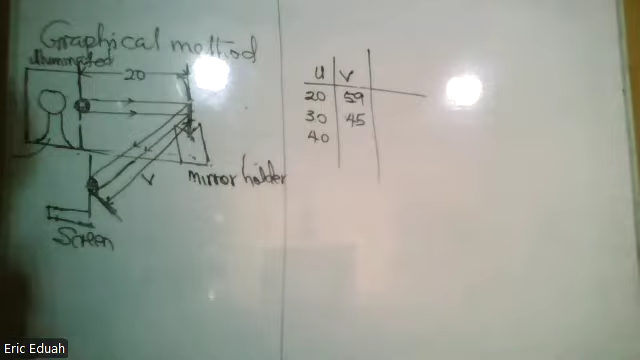 Graphical method
illuminated
20
V
mirror holder
Screen
u V
20 59
30 45
40
Eric Eduah